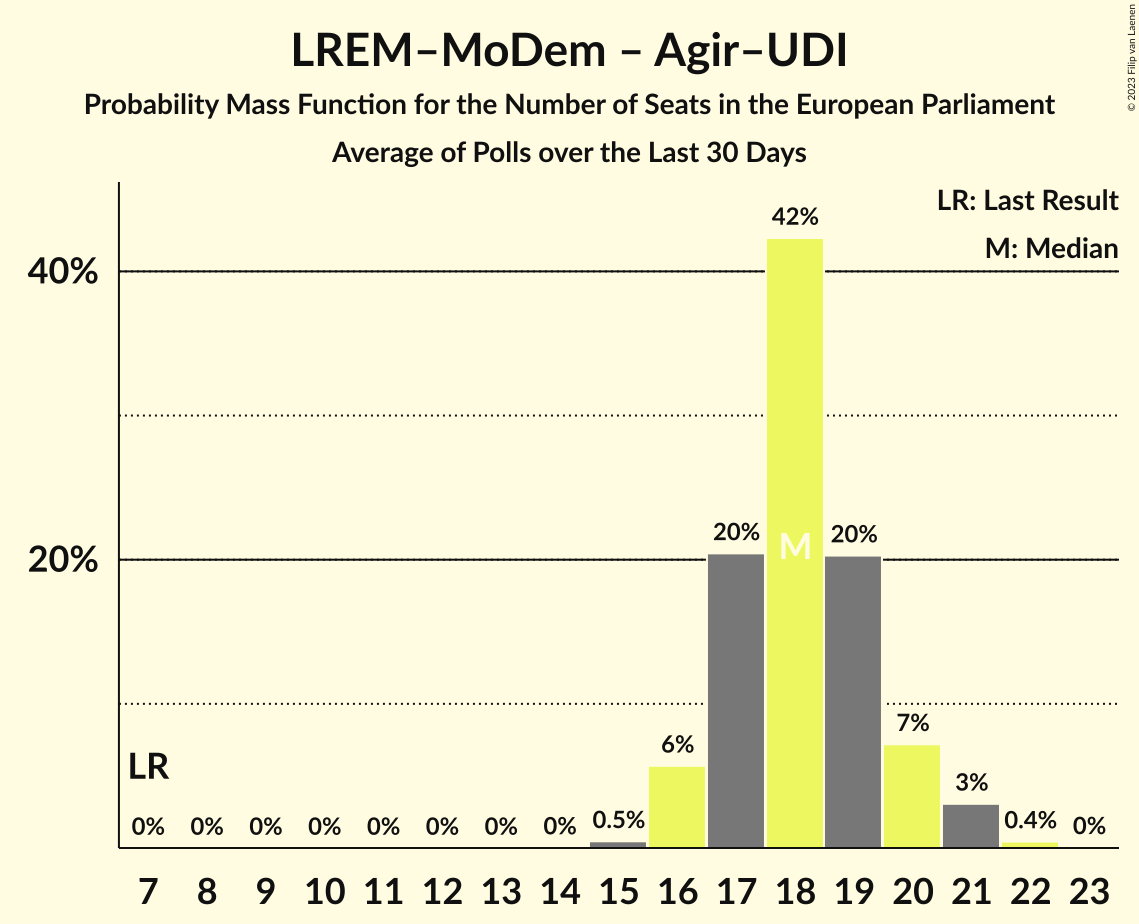 LREM–MoDem – Agir–UDI
Probability Mass Function for the Number of Seats in the European Parliament
Average of Polls over the Last 30 Days
© 2023 Filip van Laenen
LR: Last Result
M: Median
42%
40%
20%
20%
M
20%
7%
6%
LR
3%
0% 0% 0% 0% 0% 0% 0% 0% 0.5% 0.4% 0%
7 8 9 10 11 12 13 14 15 16 17 18 19 20 21 22 23